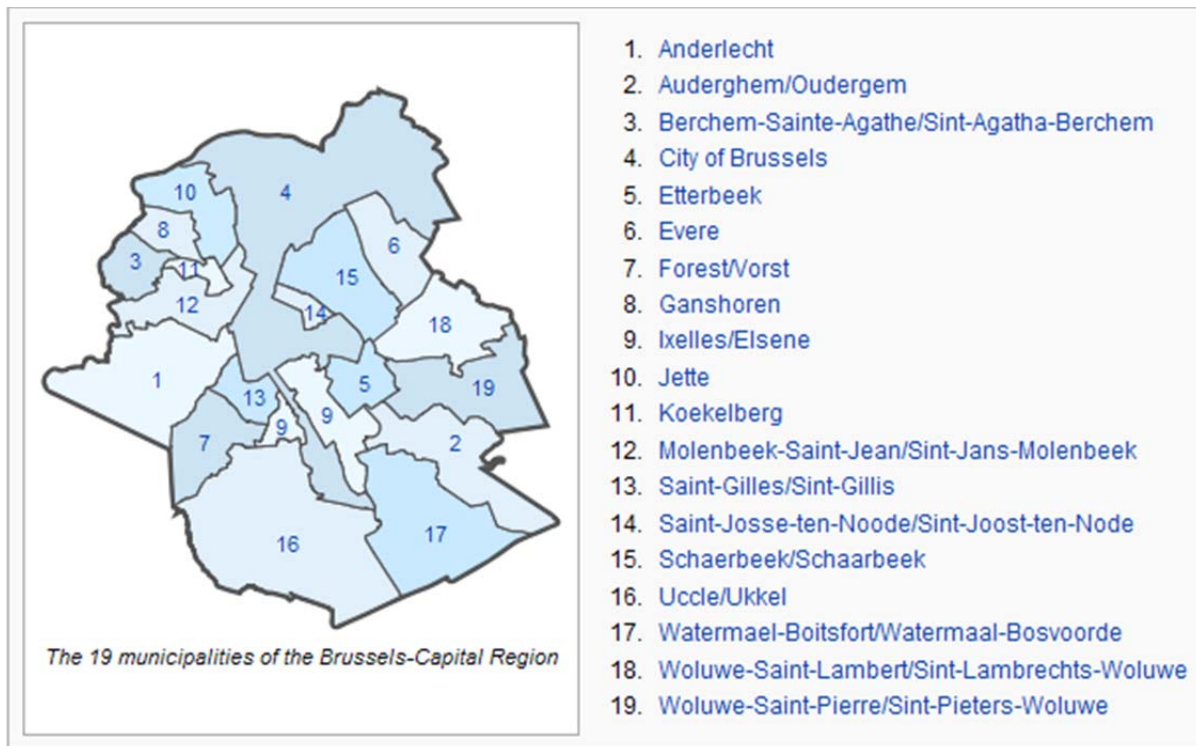 10
4
8
6
3
11
15
12
14
18
1
5
19
13
9
9
7
2
16
17
The 19 municipalities of the Brussels-Capital Region
1. Anderlecht
2. Auderghem/Oudergem
3. Berchem-Sainte-Agathe/Sint-Agatha-Berchem
4. City of Brussels
5. Etterbeek
6. Evere
7. Forest/Vorst
8. Ganshoren
9. Ixelles/Elsene
10. Jette
11. Koekelberg
12. Molenbeek-Saint-Jean/Sint-Jans-Molenbeek
13. Saint-Gilles/Sint-Gillis
14. Saint-Josse-ten-Noode/Sint-Joost-ten-Node
15. Schaerbeek/Schaarbeek
16. Uccle/Ukkel
17. Watermael-Boitsfort/Watermaal-Bosvoorde
18. Woluwe-Saint-Lambert/Sint-Lambrechts-Woluwe
19. Woluwe-Saint-Pierre/Sint-Pieters-Woluwe